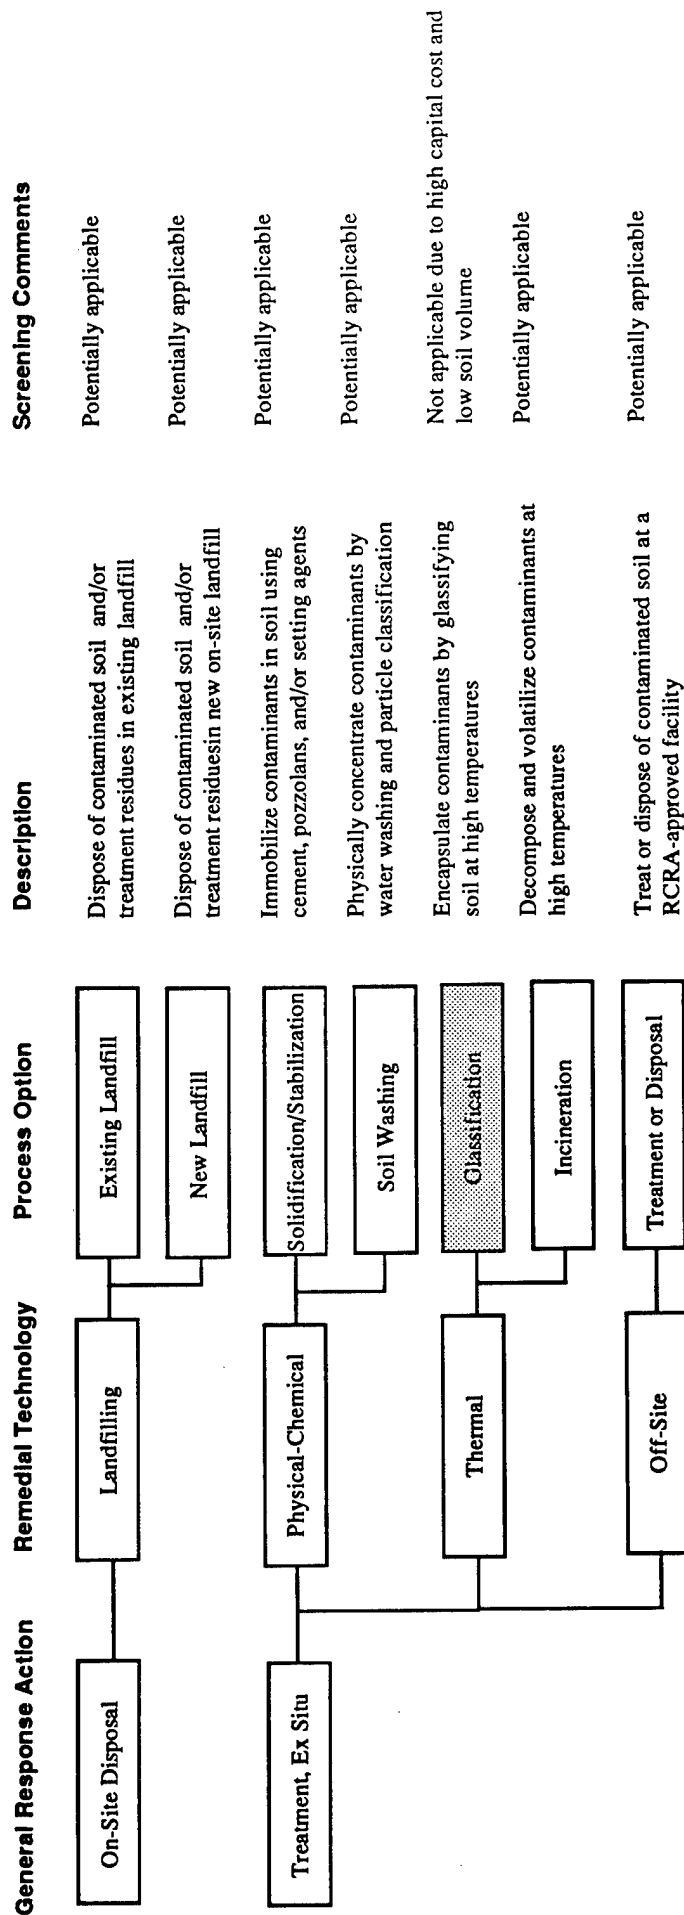 General Response Action
Remedial Technology
Process Option
Description
Screening Comments
On-Site Disposal
Landfilling
Existing Landfill
Dispose of contaminated soil and/or
treatment residues in existing landfill
Potentially applicable
New Landfill
Dispose of contaminated soil and/or
treatment residuesin new on-site landfill
Potentially applicable
Treatment, Ex Situ
Physical-Chemical
Solidification/Stabilization
Immobilize contaminants in soil using
cement, pozzolans, and/or setting agents
Potentially applicable
Soil Washing
Physically concentrate contaminants by
water washing and particle classification
Potentially applicable
Thermal
Glassification
Encapsulate contaminants by glassifying
soil at high temperatures
Not applicable due to high capital cost and
low soil volume
Incineration
Decompose and volatilize contaminants at
high temperatures
Potentially applicable
Off-Site
Treatment or Disposal
Treat or dispose of contaminated soil at a
RCRA-approved facility
Potentially applicable